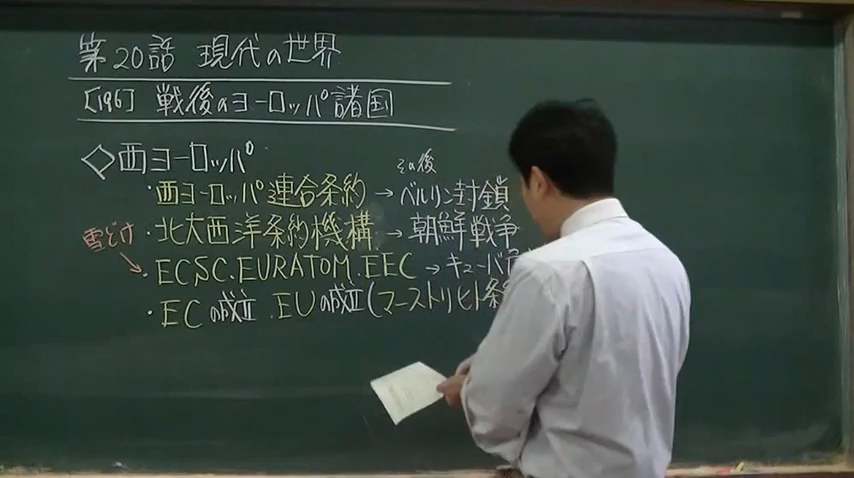 第20話 現代の世界
[196] 戦後のヨーロッパ諸国
◇西ヨーロッパ
その後
・西ヨーロッパ連合条約→ベルリン封鎖
雪どけ・北大西洋条約機構→朝鮮戦争
・ECSC.EURATOM.EEC→キューバ危
・ECの成立.EUの成立(マーストリヒト条